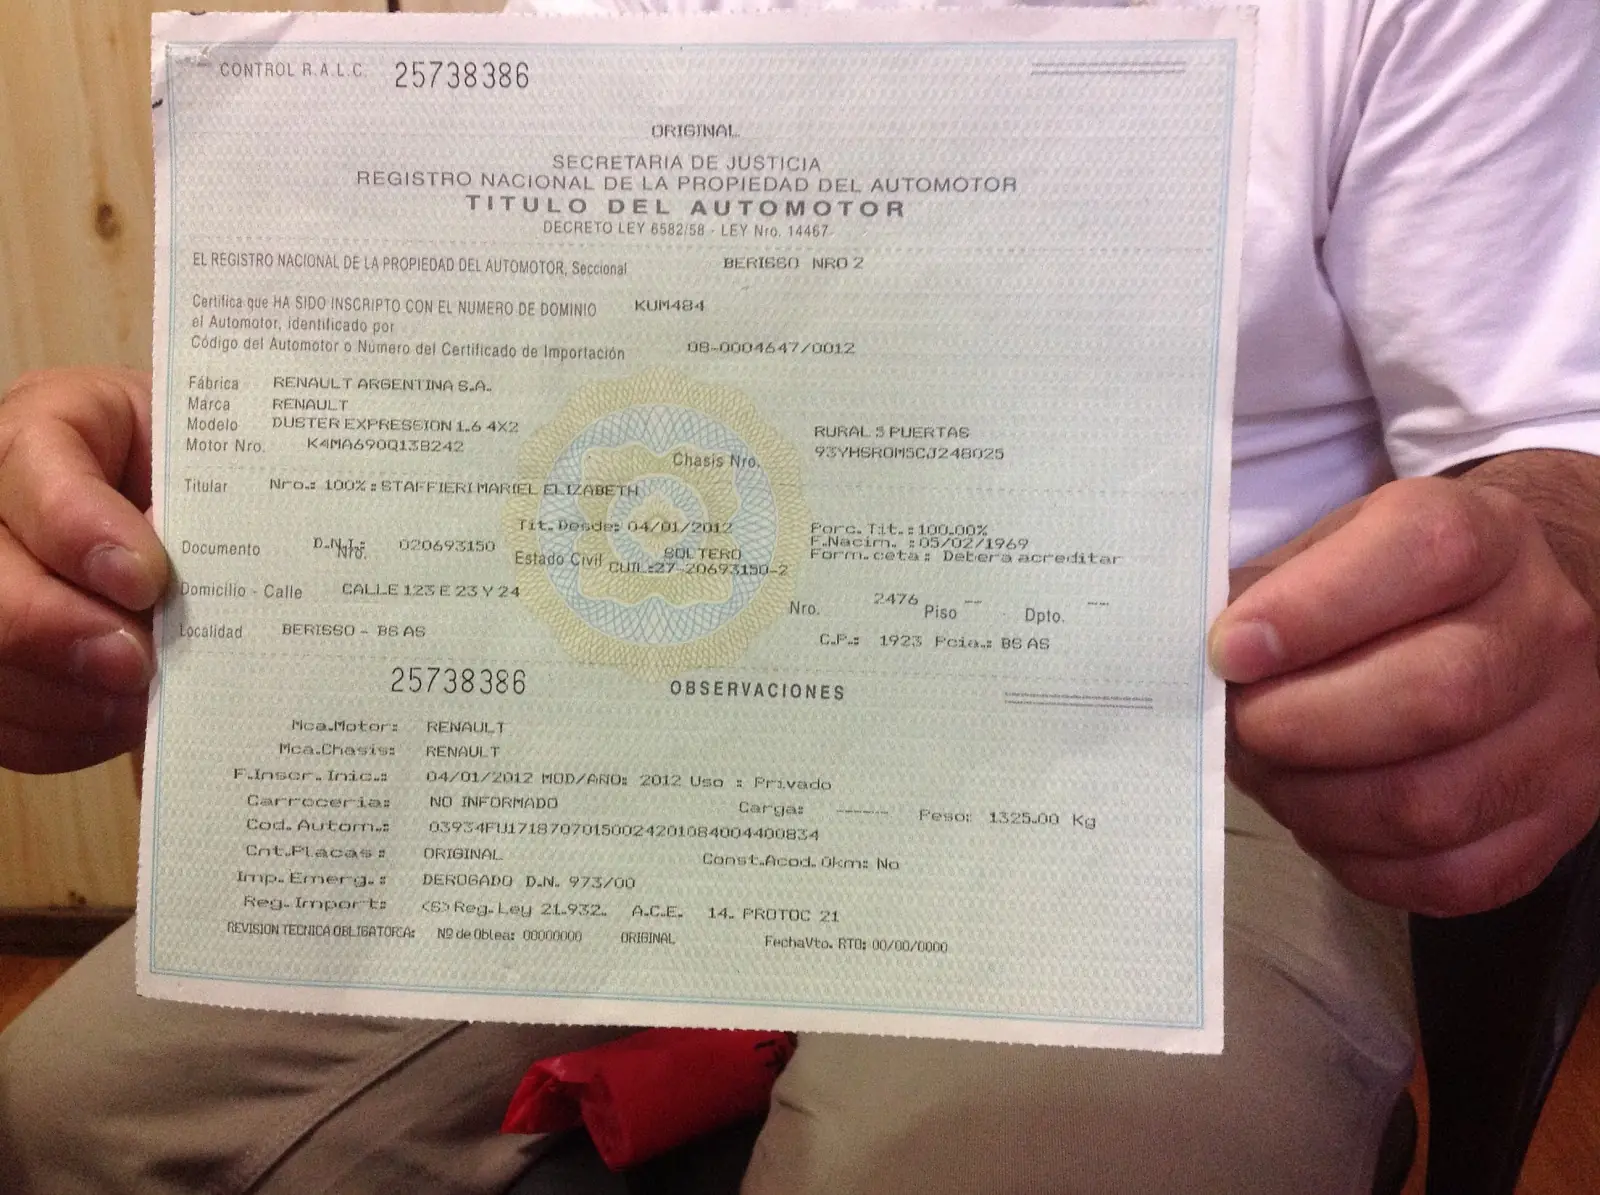 CONTROL R.A.L.C. 25738386
ORIGINAL
SECRETARIA DE JUSTICIA
REGISTRO NACIONAL DE LA PROPIEDAD DEL AUTOMOTOR
TITULO DEL AUTOMOTOR
DECRETO LEY 6582/58 - LEY Nro. 14467
EL REGISTRO NACIONAL DE LA PROPIEDAD DEL AUTOMOTOR, Seccional BERISSO NRO 2
Certifica que HA SIDO INSCRIPTO CON EL NUMERO DE DOMINIO KUM484
el Automotor, identificado por
Código del Automotor o Número del Certificado de Importación 08-0004647/0012
Fábrica RENAULT ARGENTINA S.A.
Marca RENAULT
Modelo DUSTER EXPRESSION 1.6 4X2 RURAL 5 PUERTAS
Motor Nro. K4MA690Q138242 Chasis Nro. 93YHSR0M5CJ248025
Titular Nro.: 100% : STAFFIERI MARIEL ELIZABETH
Tit.Desde: 04/01/2012 Porc.Tit.:100.00%
Documento D.N.I.: Nro. 020693150 Estado Civil SOLTERO F.Nacim. :05/02/1969
CUIL:27-20693150-2 Form.ceta: Debera acreditar
Domicilio - Calle CALLE 123 E 23 Y 24 Nro. 2476 Piso -- Dpto. --
Localidad BERISSO - BS AS C.P.: 1923 Pcia.: BS AS
25738386 OBSERVACIONES
Mca.Motor: RENAULT
Mca.Chasis: RENAULT
F.Inscr.Inic.: 04/01/2012 MOD/AÑO: 2012 Uso : Privado
Carroceria: NO INFORMADO Carga: ------ Peso: 1325.00 Kg
Cod.Autom.: 03934FU1718707015002420108400440​0834
Cnt.Placas: ORIGINAL Const.Acod.0km: No
Imp.Emerg.: DEROGADO D.N. 973/00
Reg.Import: (S) Reg.Ley 21.932. A.C.E. 14. PROTOC 21
REVISION TECNICA OBLIGATORIA: Nº de Oblea: 00000000 ORIGINAL FechaVto. RTO: 00/00/0000